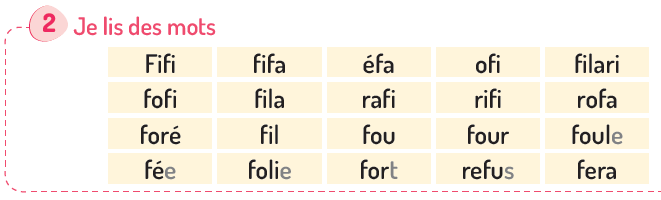 2 Je lis des mots
Fifi fifa éfa ofi filari
fofi fila rafi rifi rofa
foré fil fou four foule
fée folie fort refus fera